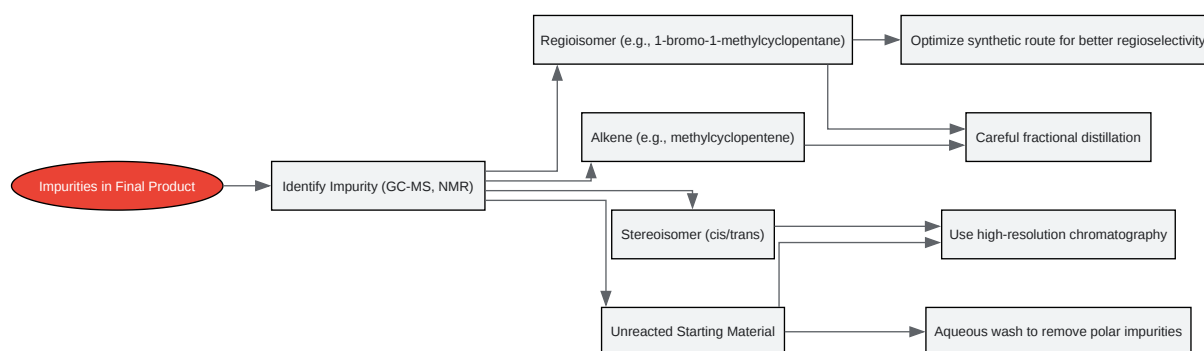 Impurities in Final Product
Identify Impurity (GC-MS, NMR)
Regioisomer (e.g., 1-bromo-1-methylcyclopentane)
Optimize synthetic route for better regioselectivity
Alkene (e.g., methylcyclopentene)
Careful fractional distillation
Stereoisomer (cis/trans)
Use high-resolution chromatography
Unreacted Starting Material
Aqueous wash to remove polar impurities